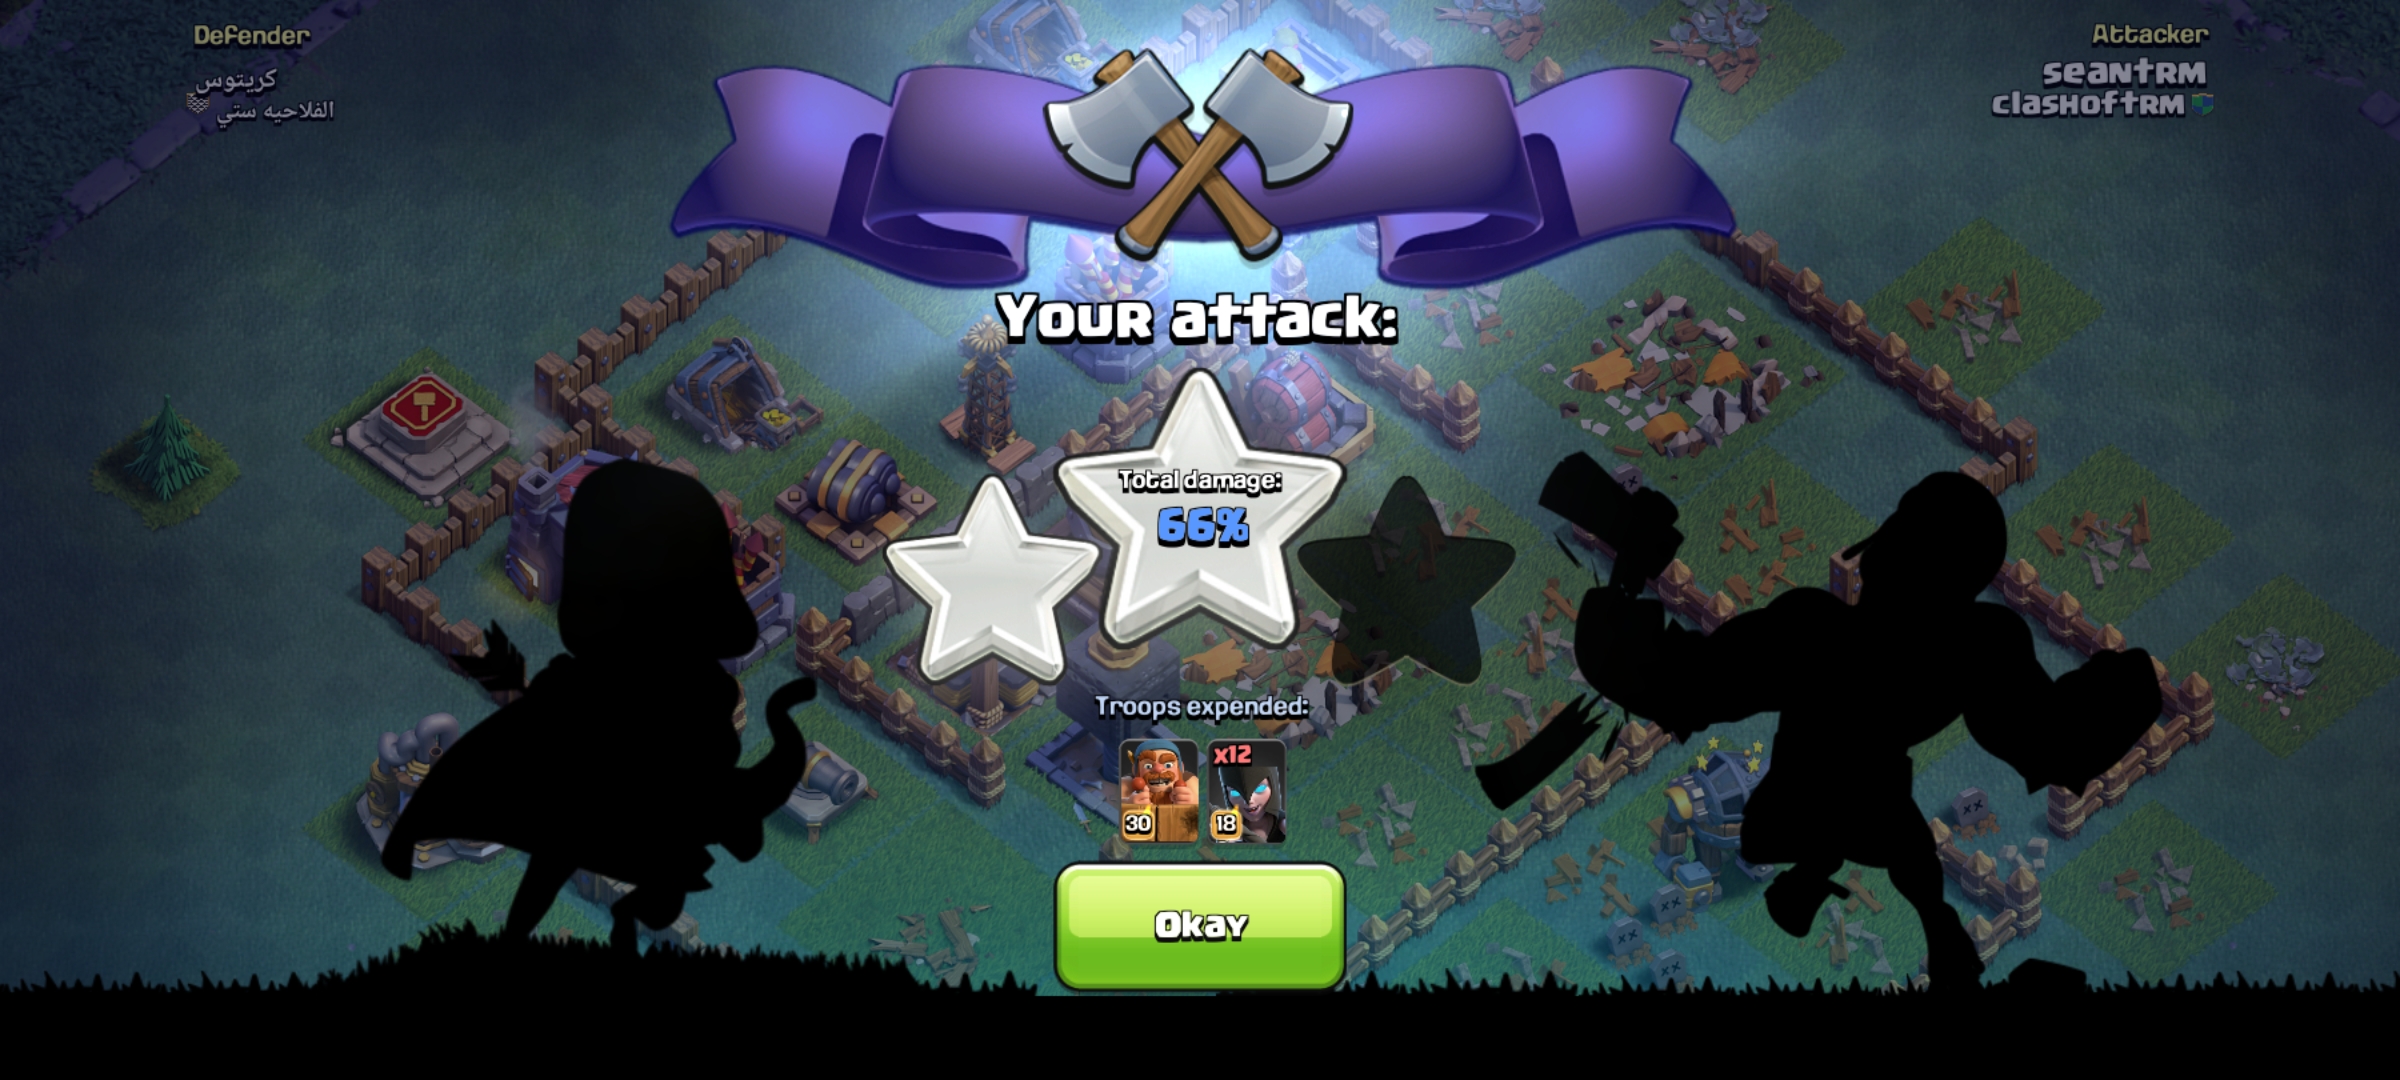 Defender
كريتوس
الفلاحيه ستي
Attacker
seantRM
clashoftRM
Your attack:
Total damage:
66%
Troops expended:
30
x12
18
Okay